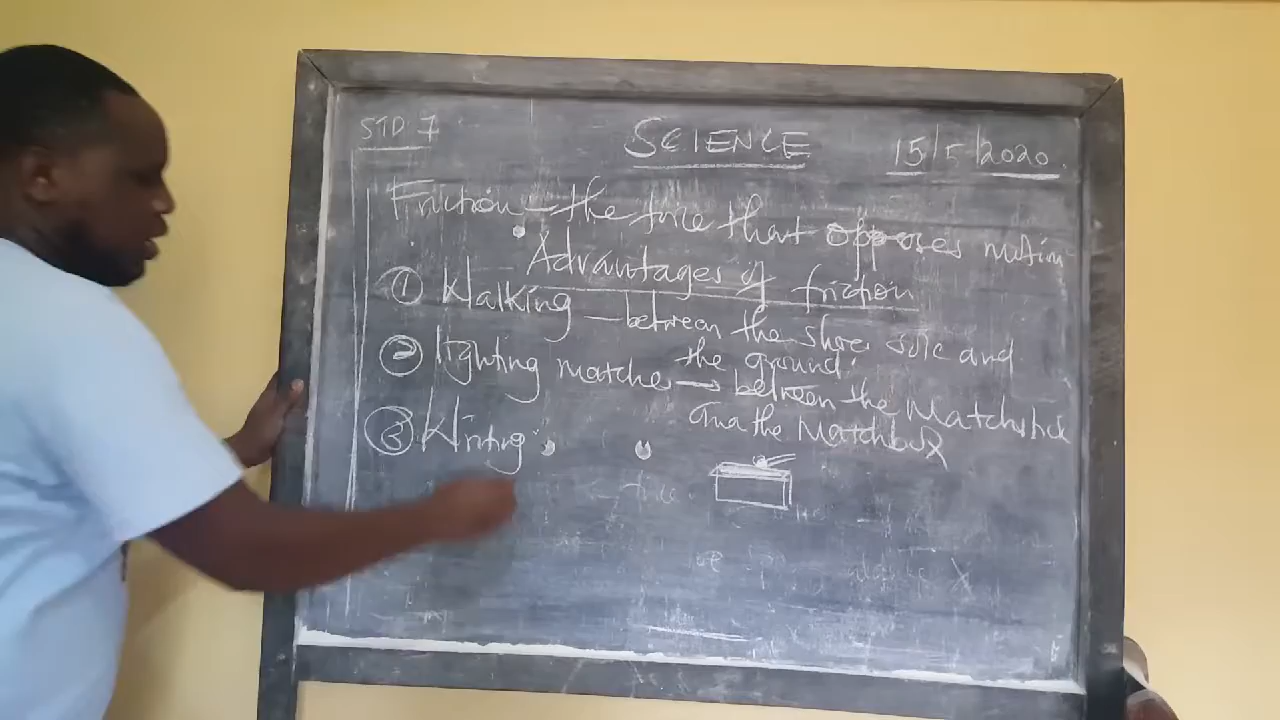 STD 7
SCIENCE
15/5/2020.
Friction – the force that opposes motion
Advantages of friction
① Walking – between the shoe sole and
the ground.
② lighting matches → between the Matchstick
and the Matchbox
③